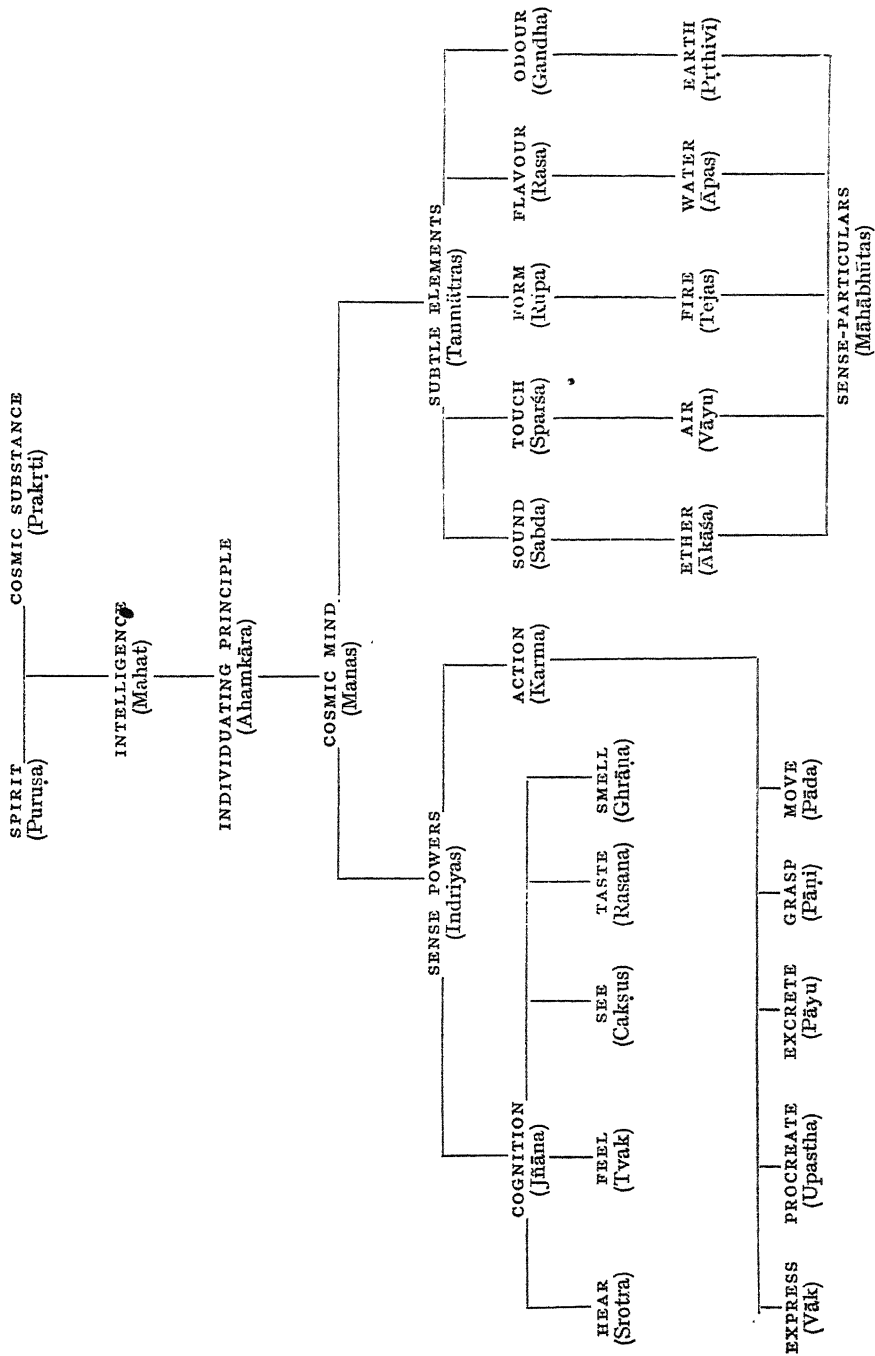 SPIRIT
(Puruṣa)
COSMIC SUBSTANCE
(Prakṛti)
INTELLIGENCE
(Mahat)
INDIVIDUATING PRINCIPLE
(Ahamkāra)
COSMIC MIND
(Manas)
SENSE POWERS
(Indriyas)
SUBTLE ELEMENTS
(Tanmātras)
COGNITION
(Jñāna)
ACTION
(Karma)
SOUND
(Sabda)
TOUCH
(Sparśa)
FORM
(Rupa)
FLAVOUR
(Rasa)
ODOUR
(Gandha)
HEAR
(Srotra)
FEEL
(Tvak)
SEE
(Cakṣus)
TASTE
(Rasana)
SMELL
(Ghrāṇa)
ETHER
(Ākāśa)
AIR
(Vāyu)
FIRE
(Tejas)
WATER
(Āpas)
EARTH
(Pṛthivī)
EXPRESS
(Vāk)
PROCREATE
(Upastha)
EXCRETE
(Pāyu)
GRASP
(Pāṇi)
MOVE
(Pāda)
SENSE-PARTICULARS
(Māhābhūtas)